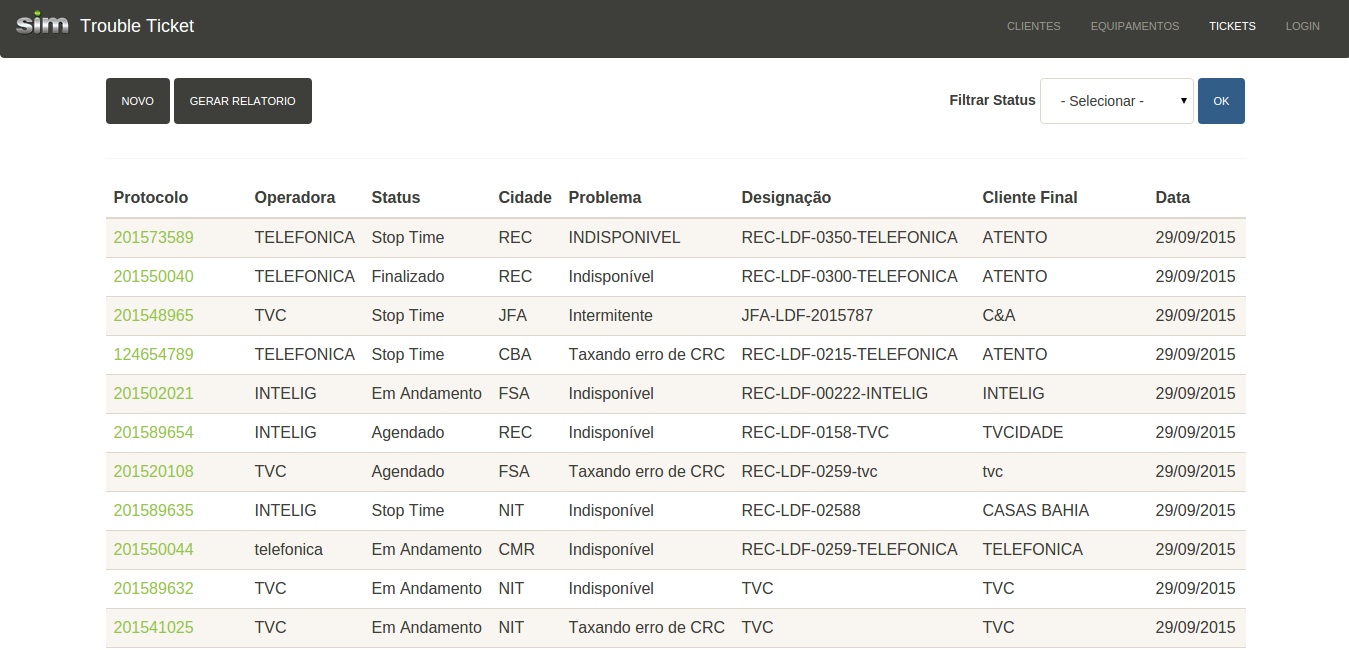 sim Trouble Ticket CLIENTES EQUIPAMENTOS TICKETS LOGIN
NOVO GERAR RELATORIO Filtrar Status - Selecionar - OK
Protocolo Operadora Status Cidade Problema Designação Cliente Final Data
201573589 TELEFONICA Stop Time REC INDISPONIVEL REC-LDF-0350-TELEFONICA ATENTO 29/09/2015
201550040 TELEFONICA Finalizado REC Indisponível REC-LDF-0300-TELEFONICA ATENTO 29/09/2015
201548965 TVC Stop Time JFA Intermitente JFA-LDF-2015787 C&A 29/09/2015
124654789 TELEFONICA Stop Time CBA Taxando erro de CRC REC-LDF-0215-TELEFONICA ATENTO 29/09/2015
201502021 INTELIG Em Andamento FSA Indisponível REC-LDF-00222-INTELIG INTELIG 29/09/2015
201589654 INTELIG Agendado REC Indisponível REC-LDF-0158-TVC TVCIDADE 29/09/2015
201520108 TVC Agendado FSA Taxando erro de CRC REC-LDF-0259-tvc tvc 29/09/2015
201589635 INTELIG Stop Time NIT Indisponível REC-LDF-02588 CASAS BAHIA 29/09/2015
201550044 telefonica Em Andamento CMR Indisponível REC-LDF-0259-TELEFONICA TELEFONICA 29/09/2015
201589632 TVC Em Andamento NIT Indisponível TVC TVC 29/09/2015
201541025 TVC Em Andamento NIT Taxando erro de CRC TVC TVC 29/09/2015